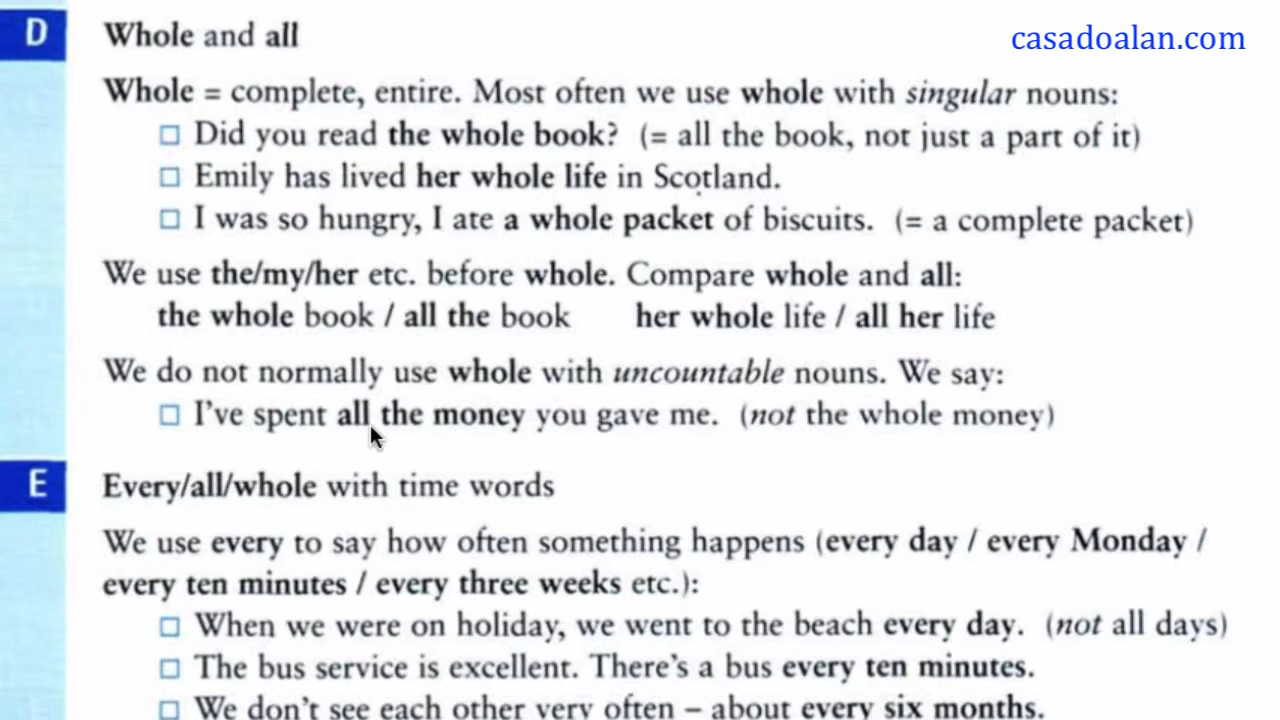 casadoalan.com
D Whole and all
Whole = complete, entire. Most often we use whole with singular nouns:
Did you read the whole book? (= all the book, not just a part of it)
Emily has lived her whole life in Scotland.
I was so hungry, I ate a whole packet of biscuits. (= a complete packet)
We use the/my/her etc. before whole. Compare whole and all:
the whole book / all the book her whole life / all her life
We do not normally use whole with uncountable nouns. We say:
I've spent all the money you gave me. (not the whole money)
E Every/all/whole with time words
We use every to say how often something happens (every day / every Monday /
every ten minutes / every three weeks etc.):
When we were on holiday, we went to the beach every day. (not all days)
The bus service is excellent. There's a bus every ten minutes.
We don't see each other very often – about every six months.